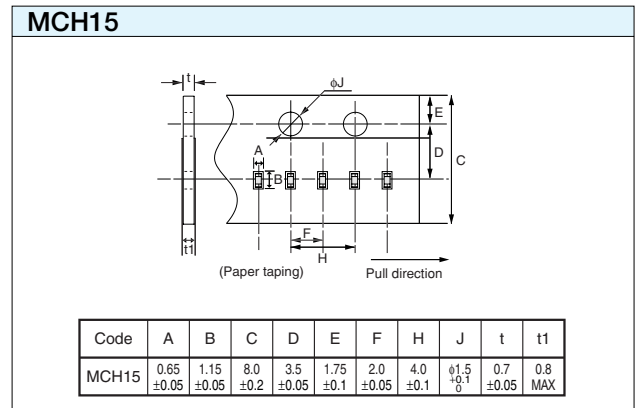 MCH15
t
ϕJ
E
D
C
A
B
F
H
t1
(Paper taping)
Pull direction
Code A B C D E F H J t t1
MCH15 0.65 ±0.05 1.15 ±0.05 8.0 ±0.2 3.5 ±0.05 1.75 ±0.1 2.0 ±0.05 4.0 ±0.1 ϕ1.5 +0.1 0 0.7 ±0.05 0.8 MAX